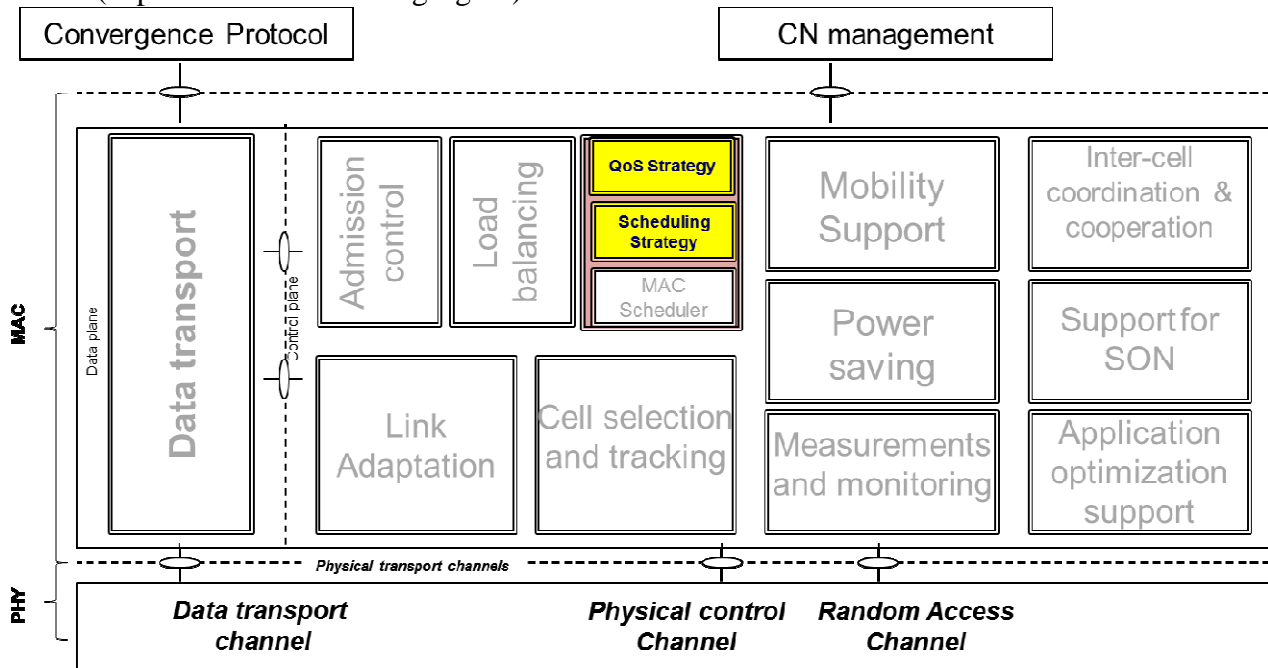 Convergence Protocol
CN management
MAC
Data plane
Data transport
Control plane
Admission
control
Load
balancing
QoS Strategy
Scheduling
Strategy
MAC
Scheduler
Mobility
Support
Inter-cell
coordination &
cooperation
Power
saving
Support for
SON
Link
Adaptation
Cell selection
and tracking
Measurements
and monitoring
Application
optimization
support
Physical transport channels
PHY
Data transport
channel
Physical control
Channel
Random Access
Channel